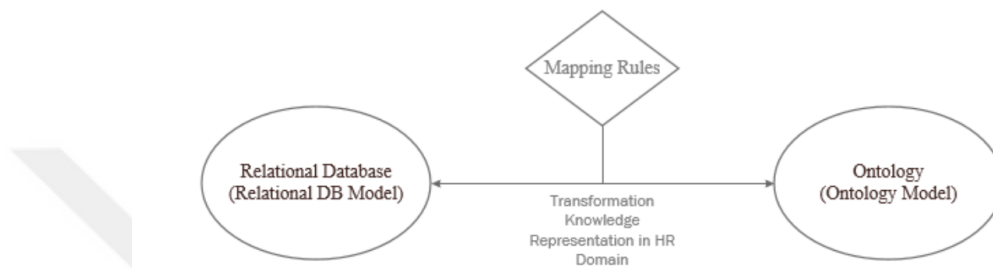 Mapping Rules
Relational Database
(Relational DB Model)
Ontology
(Ontology Model)
Transformation
Knowledge
Representation in HR
Domain